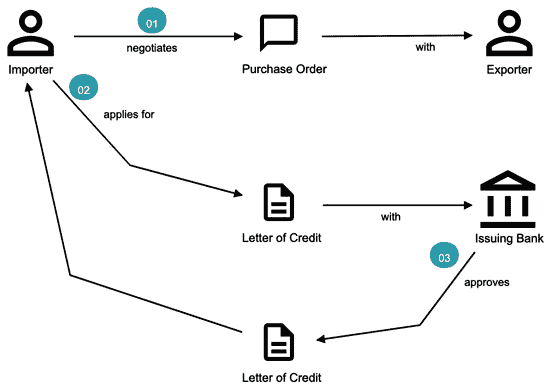 01
negotiates
with
Importer
Purchase Order
Exporter
02
applies for
with
Letter of Credit
Issuing Bank
03
approves
Letter of Credit